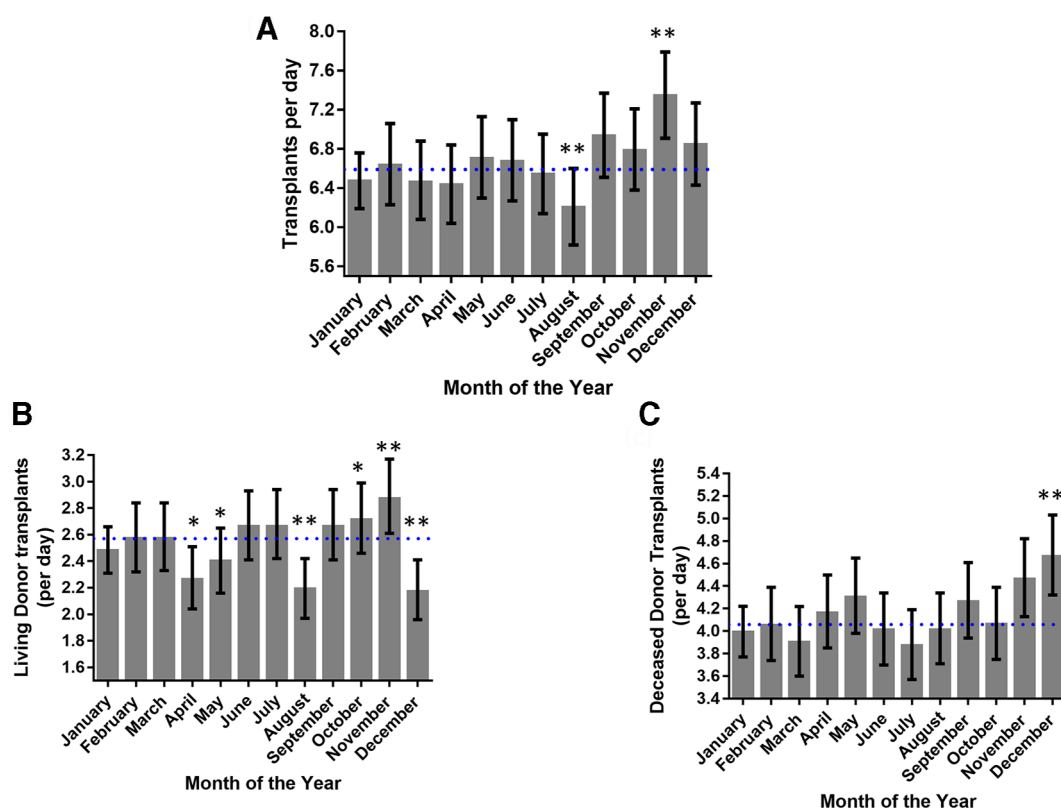 A
Transplants per day
8.0
7.6
7.2
6.8
6.4
6.0
5.6
**
**
January
February
March
April
May
June
July
August
September
October
November
December
Month of the Year
B
Living Donor transplants
(per day)
3.2
3.0
2.8
2.6
2.4
2.2
2.0
1.8
1.6
*
*
**
*
**
**
January
February
March
April
May
June
July
August
September
October
November
December
Month of the Year
C
Deceased Donor Transplants
(per day)
5.4
5.2
5.0
4.8
4.6
4.4
4.2
4.0
3.8
3.6
3.4
**
January
February
March
April
May
June
July
August
September
October
November
December
Month of the Year